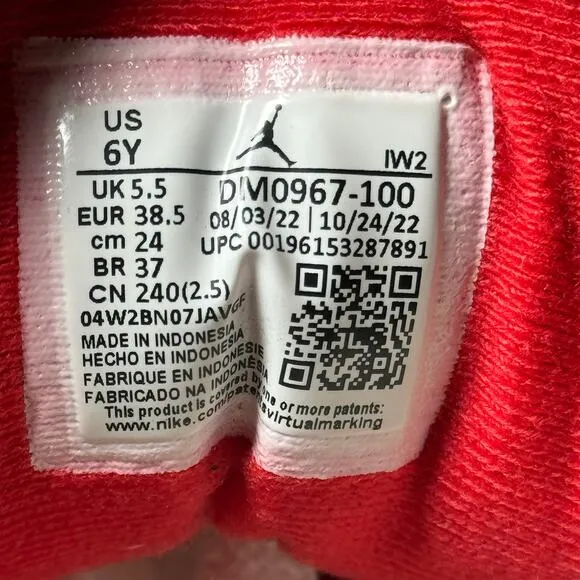 US
6Y
IW2
UK 5.5
DM0967-100
EUR 38.5
08/03/22 | 10/24/22
cm 24
UPC 00196153287891
BR 37
CN 240(2.5)
04W2BN07JAVGF
MADE IN INDONESIA
HECHO EN INDONESIA
FABRIQUE EN INDONESIE
FABRICADO NA INDONESIA
This product is covered by one or more patents:
www.nike.com/patentsvirtualmarking